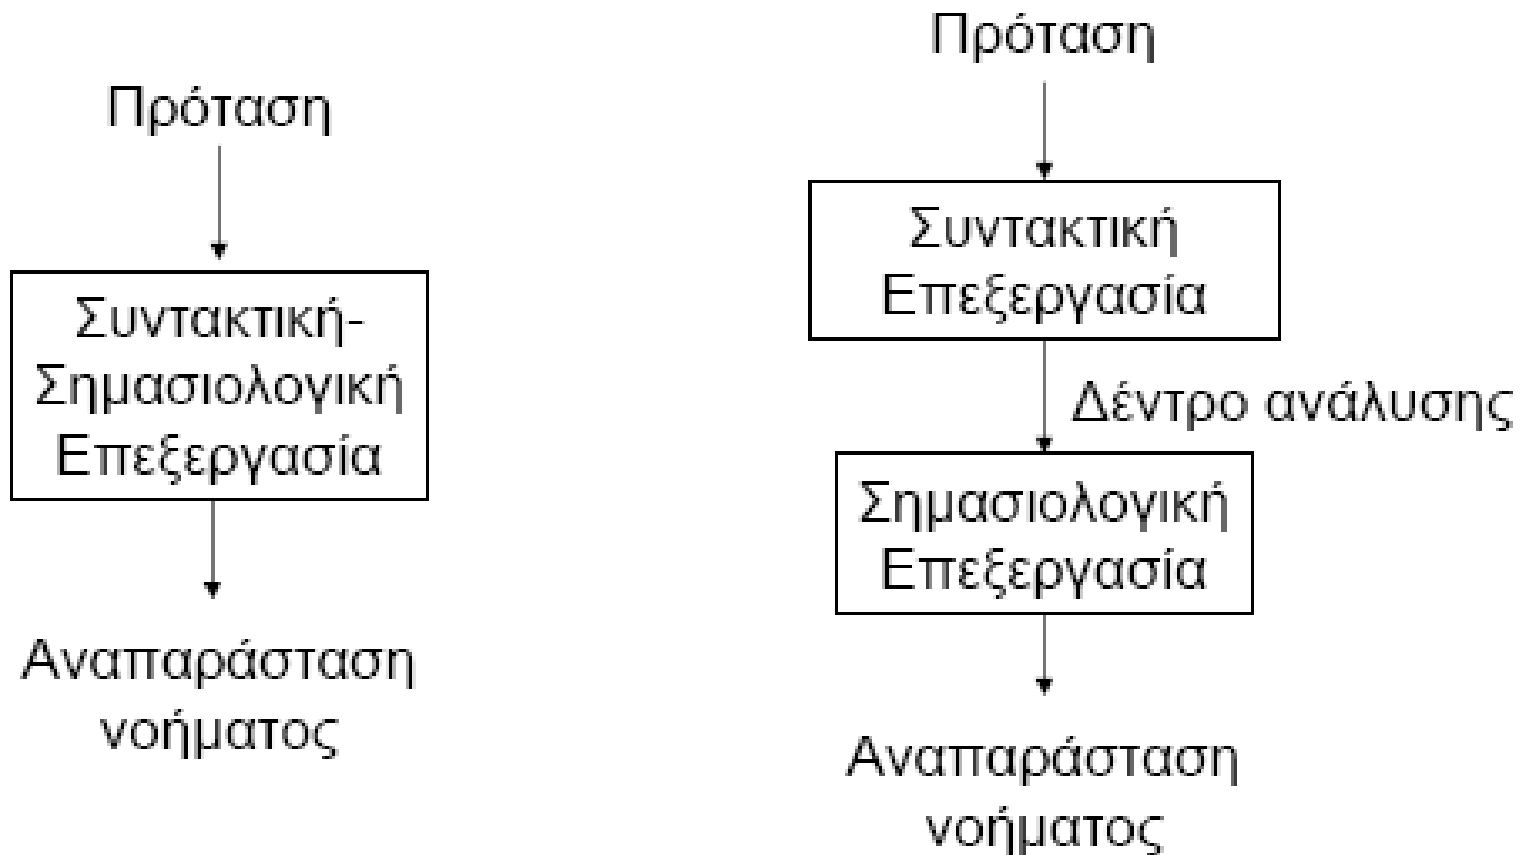 Πρόταση
Συντακτική-
Σημασιολογική
Επεξεργασία
Αναπαράσταση
νοήματος
Πρόταση
Συντακτική
Επεξεργασία
Δέντρο ανάλυσης
Σημασιολογική
Επεξεργασία
Αναπαράσταση
νοήματος